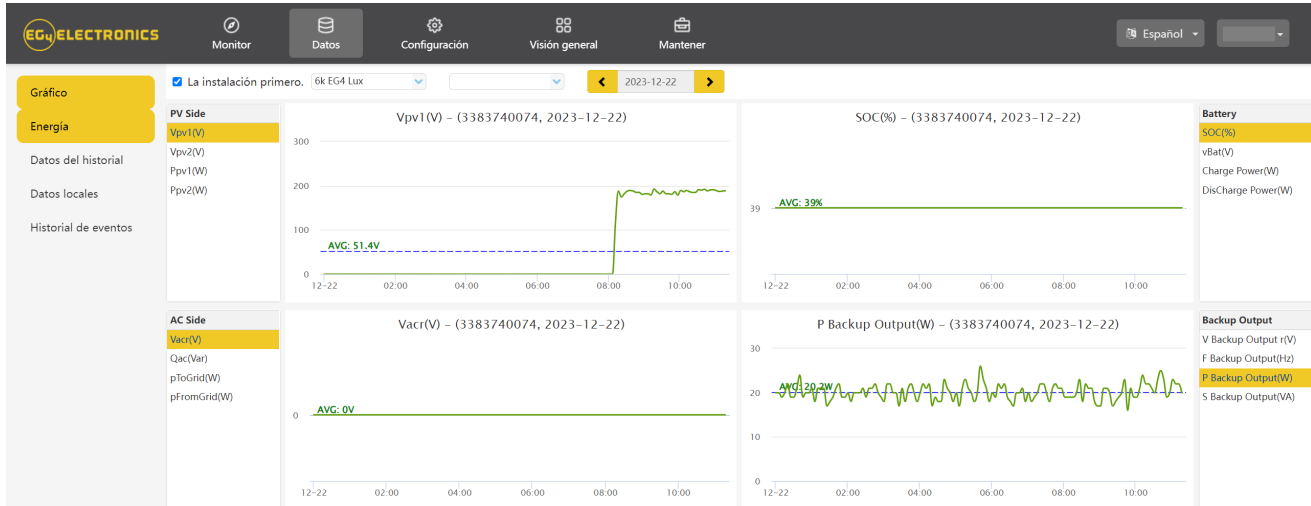 EG4 ELECTRONICS
Monitor
Datos
Configuración
Visión general
Mantener
Español
Gráfico
Energía
Datos del historial
Datos locales
Historial de eventos
La instalación primero.
6k EG4 Lux
2023-12-22
PV Side
Vpv1(V)
Vpv2(V)
Ppv1(W)
Ppv2(W)
Vpv1(V) – (3383740074, 2023–12–22)
300
200
100
0
AVG: 51.4V
12–22 02:00 04:00 06:00 08:00 10:00
SOC(%) – (3383740074, 2023–12–22)
39
AVG: 39%
12–22 02:00 04:00 06:00 08:00 10:00
Battery
SOC(%)
vBat(V)
Charge Power(W)
DisCharge Power(W)
AC Side
Vacr(V)
Qac(Var)
pToGrid(W)
pFromGrid(W)
Vacr(V) – (3383740074, 2023–12–22)
0
AVG: 0V
12–22 02:00 04:00 06:00 08:00 10:00
P Backup Output(W) – (3383740074, 2023–12–22)
30
20
10
0
AVG: 20.2W
12–22 02:00 04:00 06:00 08:00 10:00
Backup Output
V Backup Output r(V)
F Backup Output(Hz)
P Backup Output(W)
S Backup Output(VA)